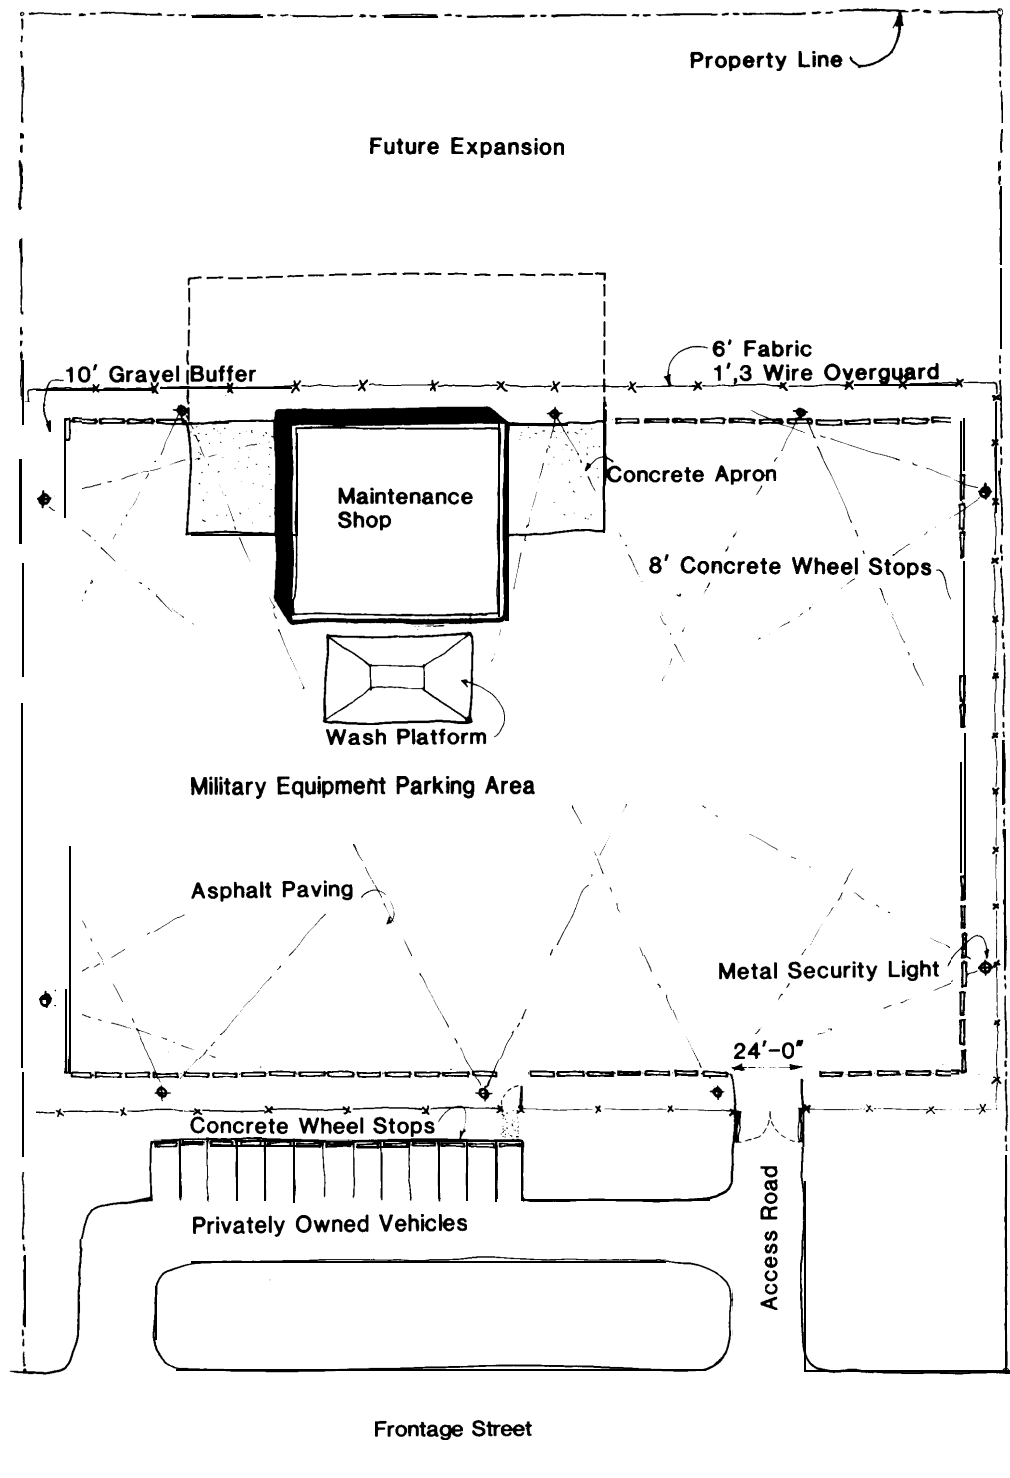 Property Line
Future Expansion
6' Fabric
1',3 Wire Overguard
10' Gravel Buffer
Concrete Apron
Maintenance
Shop
8' Concrete Wheel Stops
Wash Platform
Military Equipment Parking Area
Asphalt Paving
Metal Security Light
24'-0"
Concrete Wheel Stops
Access Road
Privately Owned Vehicles
Frontage Street